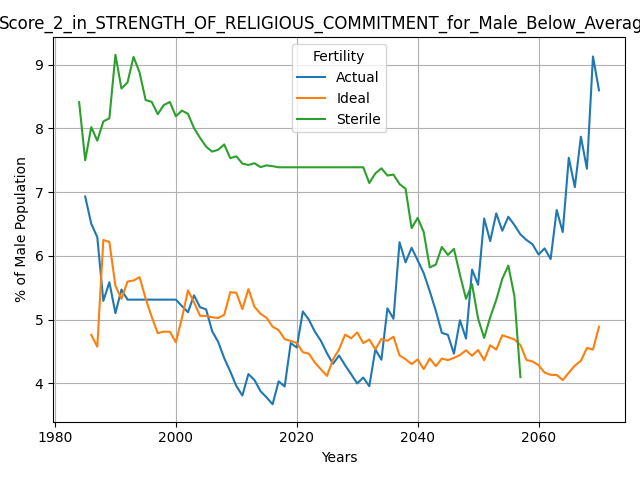 Score_2_in_STRENGTH_OF_RELIGIOUS_COMMITMENT_for_Male_Below_Averag
Fertility
Actual
Ideal
Sterile
% of Male Population
9
8
7
6
5
4
1980
2000
2020
2040
2060
Years